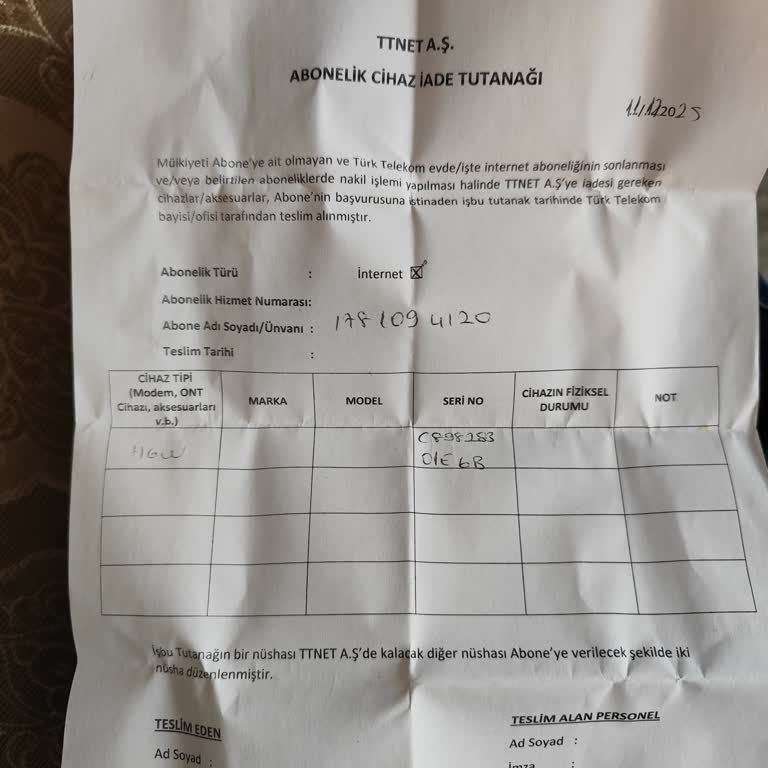 TTNET A.Ş.
ABONELİK CİHAZ İADE TUTANAĞI
11/12/2025
Mülkiyeti Abone'ye ait olmayan ve Türk Telekom evde/işte internet aboneliğinin sonlanması
ve/veya belirtilen aboneliklerde nakil işlemi yapılması halinde TTNET A.Ş'ye iadesi gereken
cihazlar/aksesuarlar, Abone'nin başvurusuna istinaden işbu tutanak tarihinde Türk Telekom
bayisi/ofisi tarafından teslim alınmıştır.
Abonelik Türü : İnternet ☒
Abonelik Hizmet Numarası:
Abone Adı Soyadı/Ünvanı : 1781094120
Teslim Tarihi :
CİHAZ TİPİ
(Modem, ONT
Cihazı, aksesuarları
v.b.)
MARKA
MODEL
SERİ NO
CİHAZIN FİZİKSEL
DURUMU
NOT
HGW
C898283
01E6B
İşbu Tutanağın bir nüshası TTNET A.Ş'de kalacak diğer nüshası Abone'ye verilecek şekilde iki
nüsha düzenlenmiştir.
TESLİM EDEN
Ad Soyad :
TESLİM ALAN PERSONEL
Ad Soyad :
İmza :